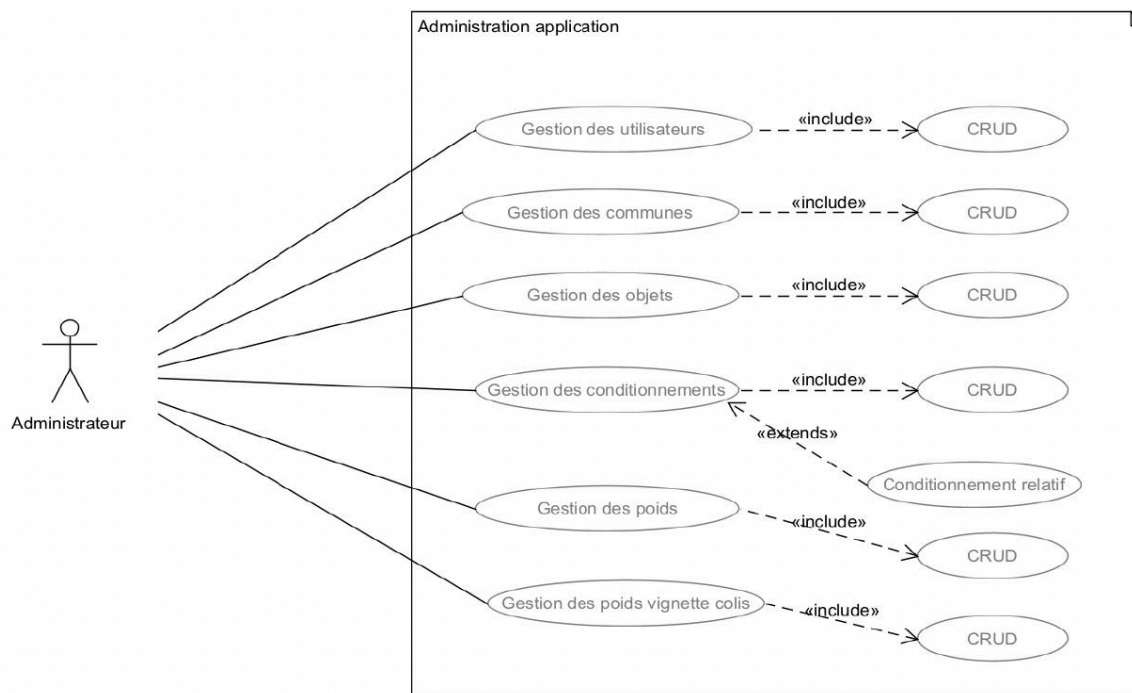 Administration application
Gestion des utilisateurs
«include»
CRUD
Gestion des communes
«include»
CRUD
Gestion des objets
«include»
CRUD
Gestion des conditionnements
«include»
CRUD
Administrateur
«extends»
Conditionnement relatif
Gestion des poids
«include»
CRUD
Gestion des poids vignette colis
«include»
CRUD